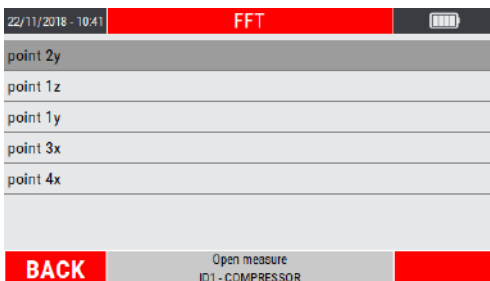 22/11/2018 - 10:41 FFT
point 2y
point 1z
point 1y
point 3x
point 4x
Open measure
BACK
ID1 - COMPRESSOR